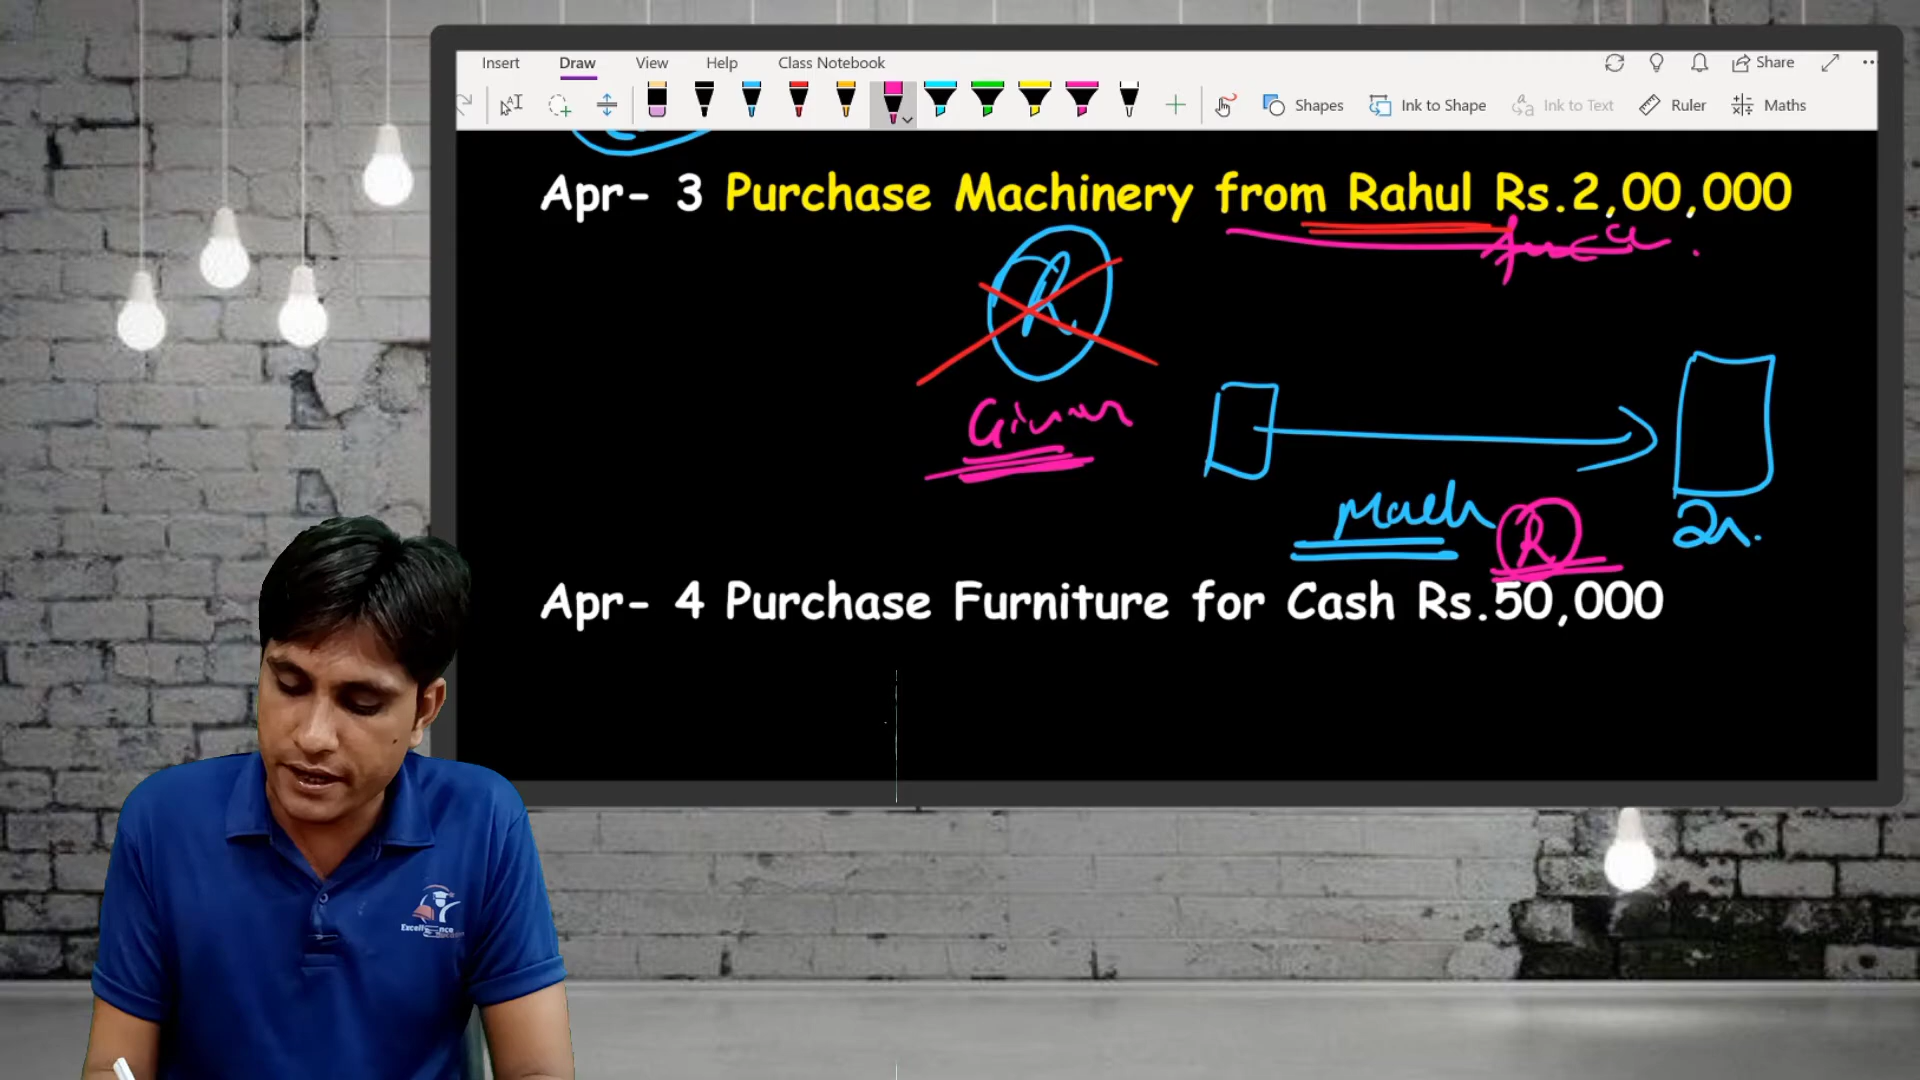 Insert Draw View Help Class Notebook Share
Shapes Ink to Shape Ink to Text Ruler Maths
Apr- 3 Purchase Machinery from Rahul Rs.2,00,000
R
Mach R
Apr- 4 Purchase Furniture for Cash Rs.50,000